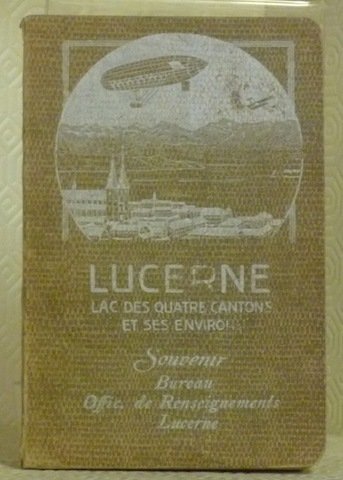 LUCERNE
LAC DES QUATRE CANTONS
ET SES ENVIRONS
Souvenir
Bureau
Offic. de Renseignements
Lucerne